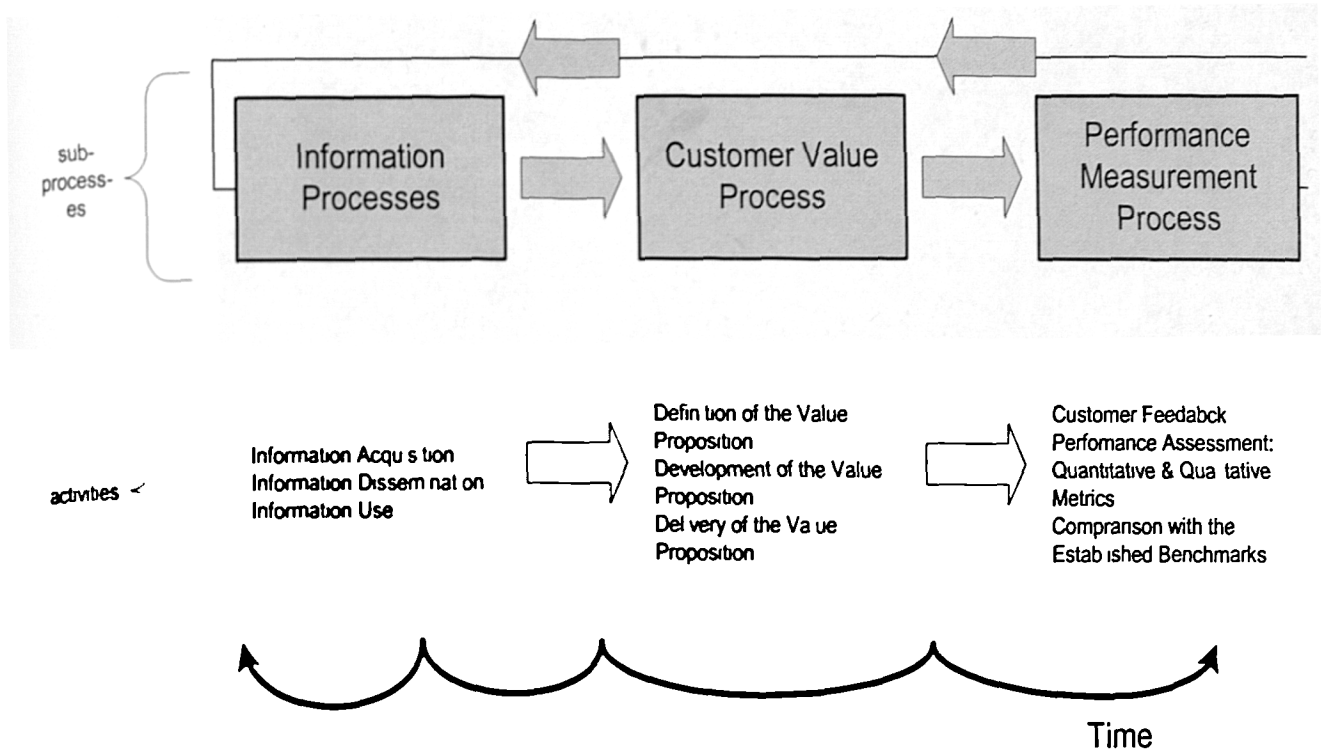 sub-
process-
es
Information
Processes
Customer Value
Process
Performance
Measurement
Process
activities
Information Acqu s tion
Information Dissem nat on
Information Use
Defin tion of the Value
Proposition
Development of the Value
Proposition
Del very of the Va ue
Proposition
Customer Feedabck
Perfomance Assessment:
Quantitative & Qua tative
Metrics
Compranson with the
Estab ished Benchmarks
Time